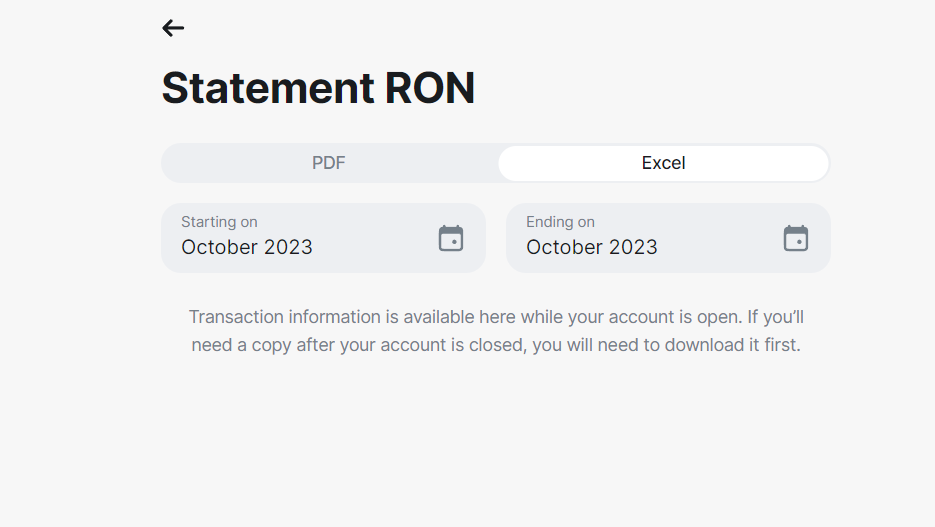 Statement RON
PDF
Excel
Starting on
October 2023
Ending on
October 2023
Transaction information is available here while your account is open. If you’ll
need a copy after your account is closed, you will need to download it first.